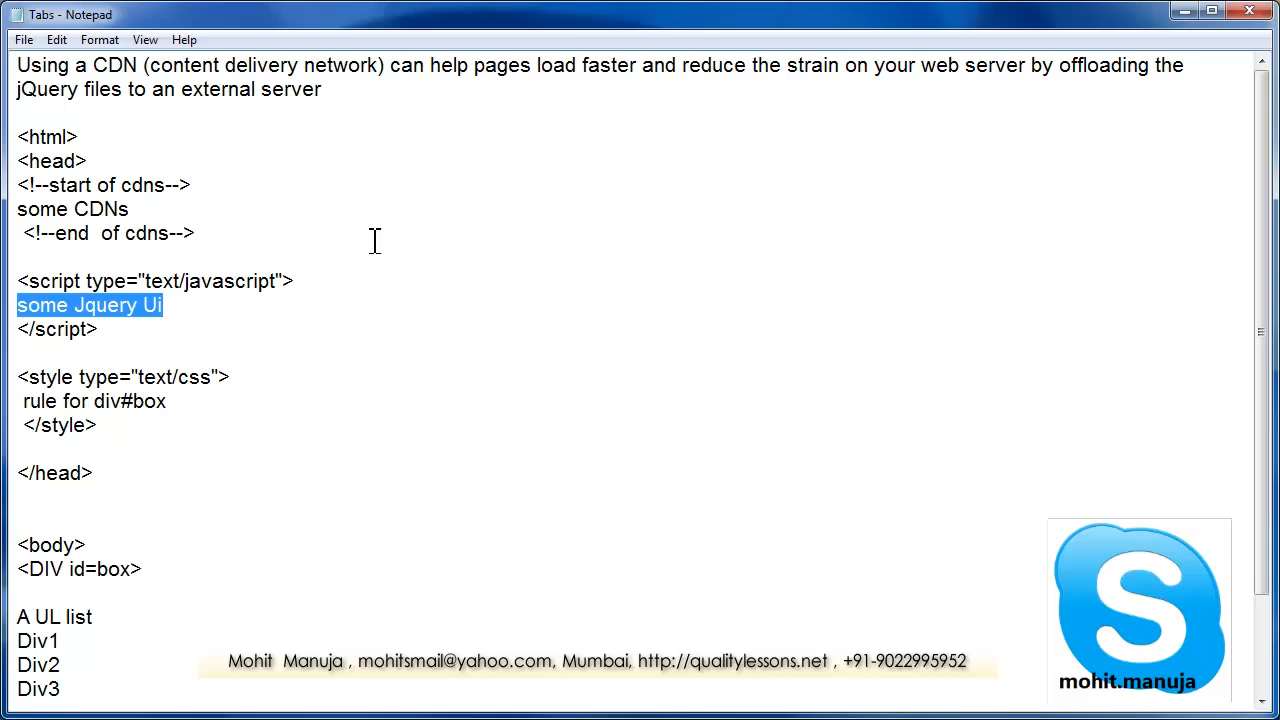 Tabs - Notepad
File Edit Format View Help
Using a CDN (content delivery network) can help pages load faster and reduce the strain on your web server by offloading the
jQuery files to an external server
<html>
<head>
<!--start of cdns-->
some CDNs
<!--end  of cdns-->
<script type="text/javascript">
some Jquery Ui
</script>
<style type="text/css">
rule for div#box
</style>
</head>
<body>
<DIV id=box>
A UL list
Div1
Div2
Div3
Mohit Manuja , mohitsmail@yahoo.com, Mumbai, http://qualitylessons.net , +91-9022995952
S
mohit.manuja